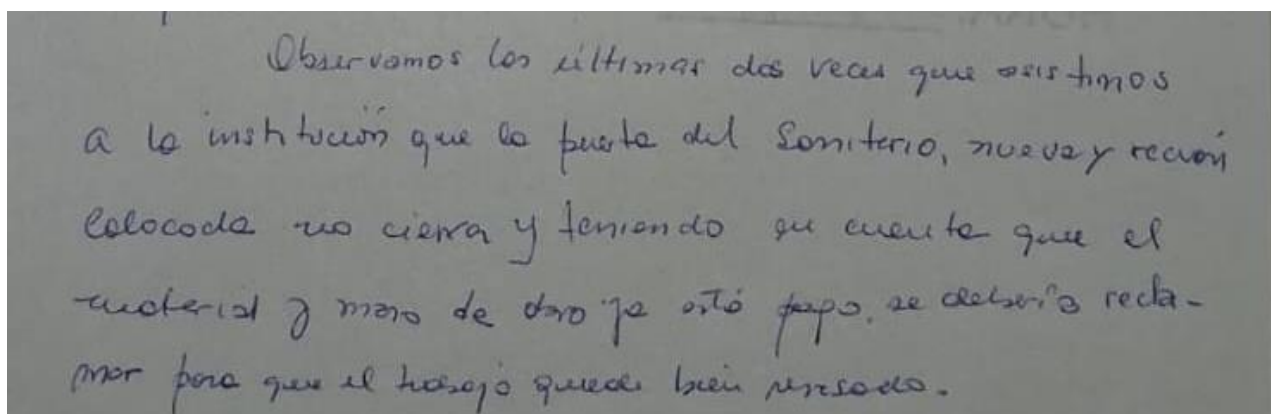 Observamos las últimas dos veces que asistimos
a la institución que la puerta del Sanitario, nueva y recién
colocada no cierra y teniendo en cuenta que el
material y mano de obra ya está pago, se debería recla-
mar para que el trabajo quede bien